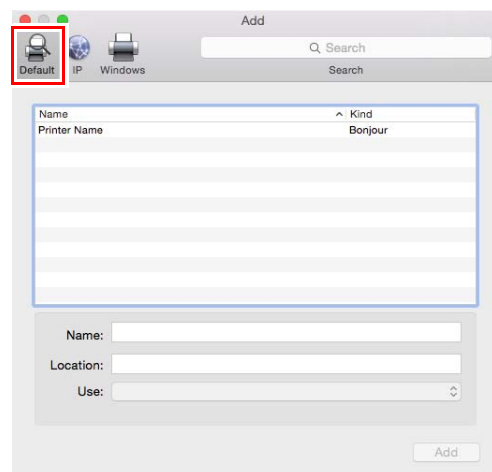 Add
Search
Default IP Windows Search
Name Kind
Printer Name Bonjour
Name:
Location:
Use:
Add